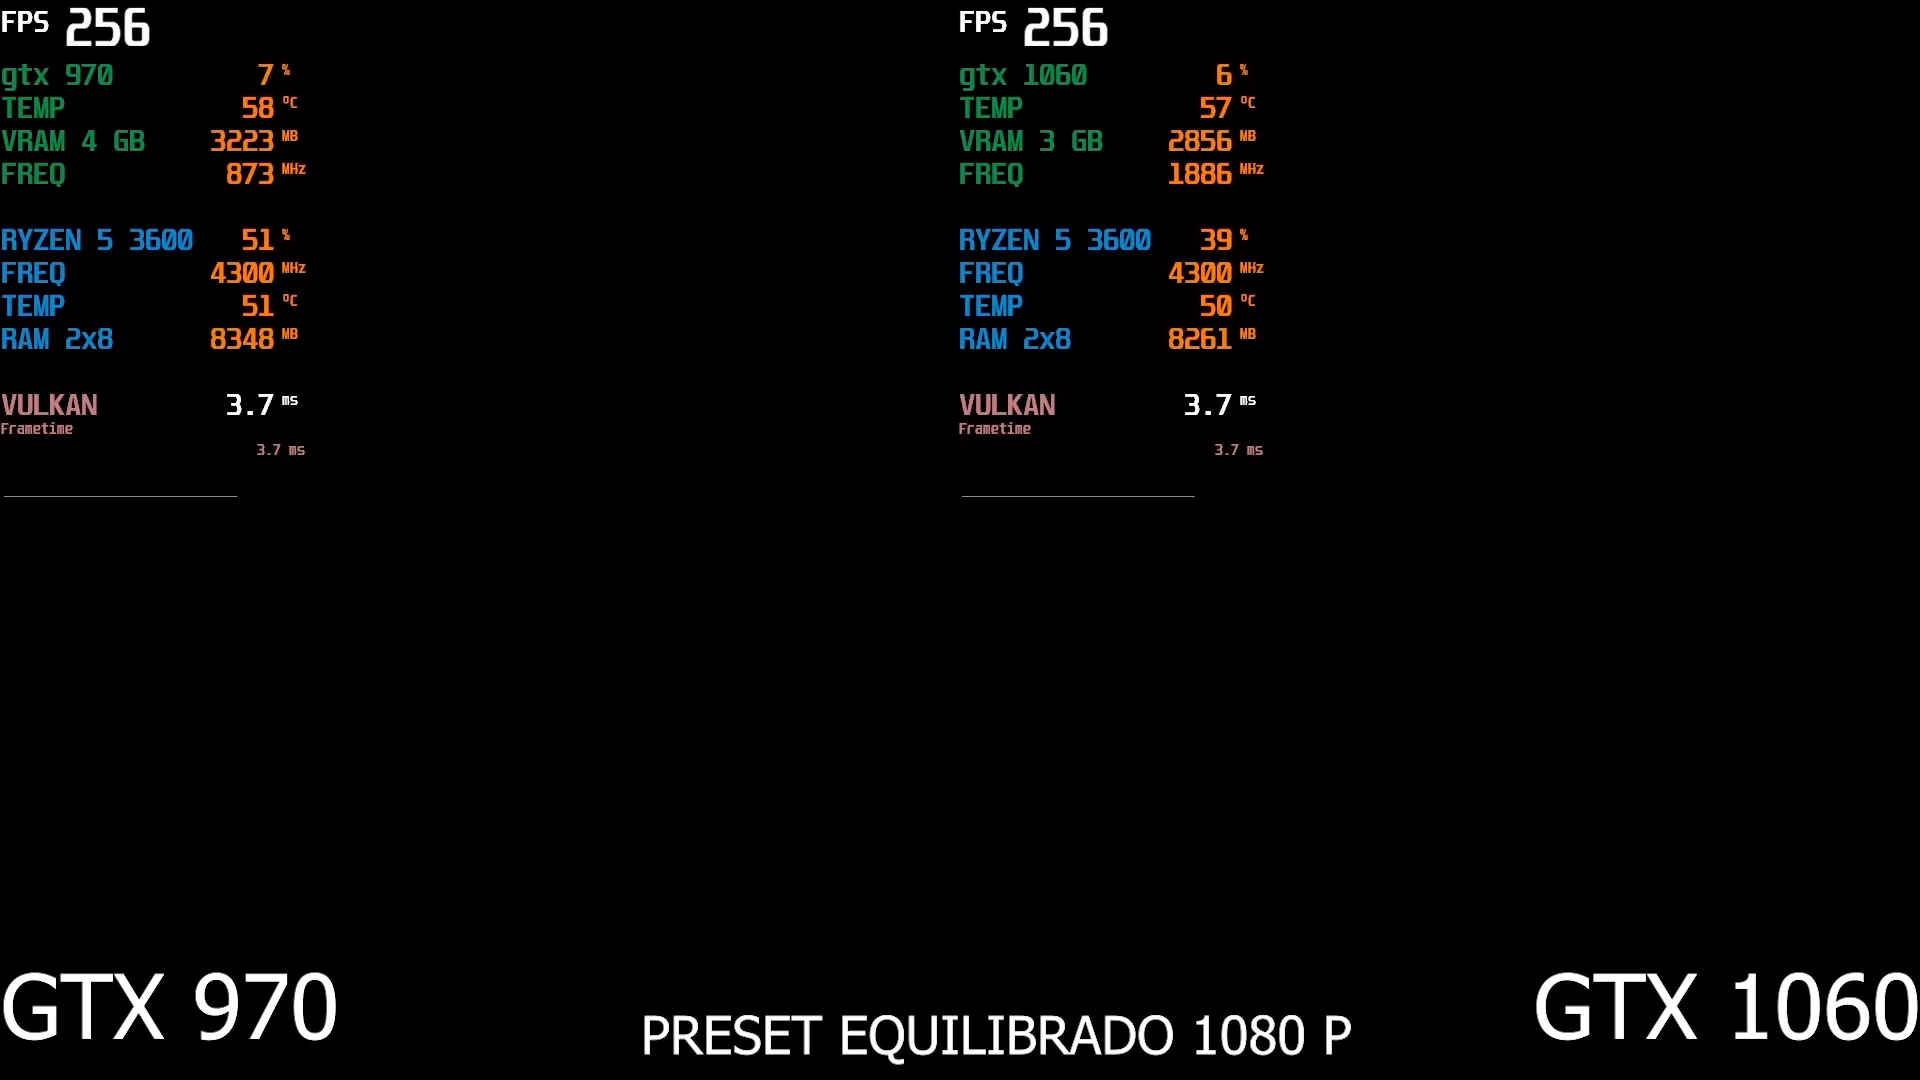 FPS 256
gtx 970 7 %
TEMP 58 °C
VRAM 4 GB 3223 MB
FREQ 873 MHz
RYZEN 5 3600 51 %
FREQ 4300 MHz
TEMP 51 °C
RAM 2x8 8348 MB
VULKAN 3.7 ms
Frametime
3.7 ms
FPS 256
gtx 1060 6 %
TEMP 57 °C
VRAM 3 GB 2856 MB
FREQ 1886 MHz
RYZEN 5 3600 39 %
FREQ 4300 MHz
TEMP 50 °C
RAM 2x8 8261 MB
VULKAN 3.7 ms
Frametime
3.7 ms
GTX 970
PRESET EQUILIBRADO 1080 P
GTX 1060